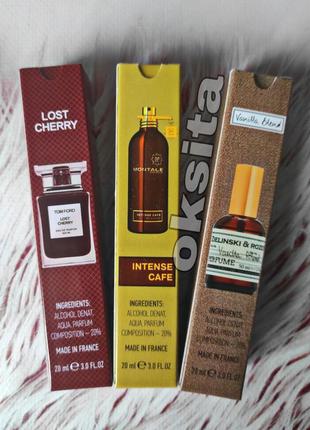 LOST
CHERRY
TOM FORD
LOST
CHERRY
INGREDIENTS:
ALCOHOL DENAT,
AQUA, PARFUM
COMPOSITION – 20%
MADE IN FRANCE
20 ml ℮ 3.0 FL.OZ
MONTALE
INTENSE CAFE
INTENSE
CAFE
INGREDIENTS:
ALCOHOL DENAT,
AQUA, PARFUM
COMPOSITION – 20%
MADE IN FRANCE
20 ml ℮ 3.0 FL.OZ
oksita
Vanilla Blend
ZELINSKI & ROZEN
Vanilla
PERFUME
INGREDIENTS:
ALCOHOL DENAT,
AQUA, PARFUM
COMPOSITION – 20%
MADE IN FRANCE
20 ml ℮ 3.0 FL.OZ